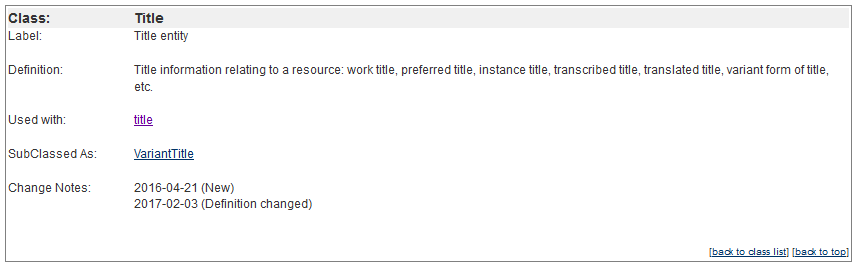 Class: Title
Label: Title entity
Definition: Title information relating to a resource: work title, preferred title, instance title, transcribed title, translated title, variant form of title,
etc.
Used with: title
SubClassed As: VariantTitle
Change Notes: 2016-04-21 (New)
2017-02-03 (Definition changed)
[back to class list] [back to top]